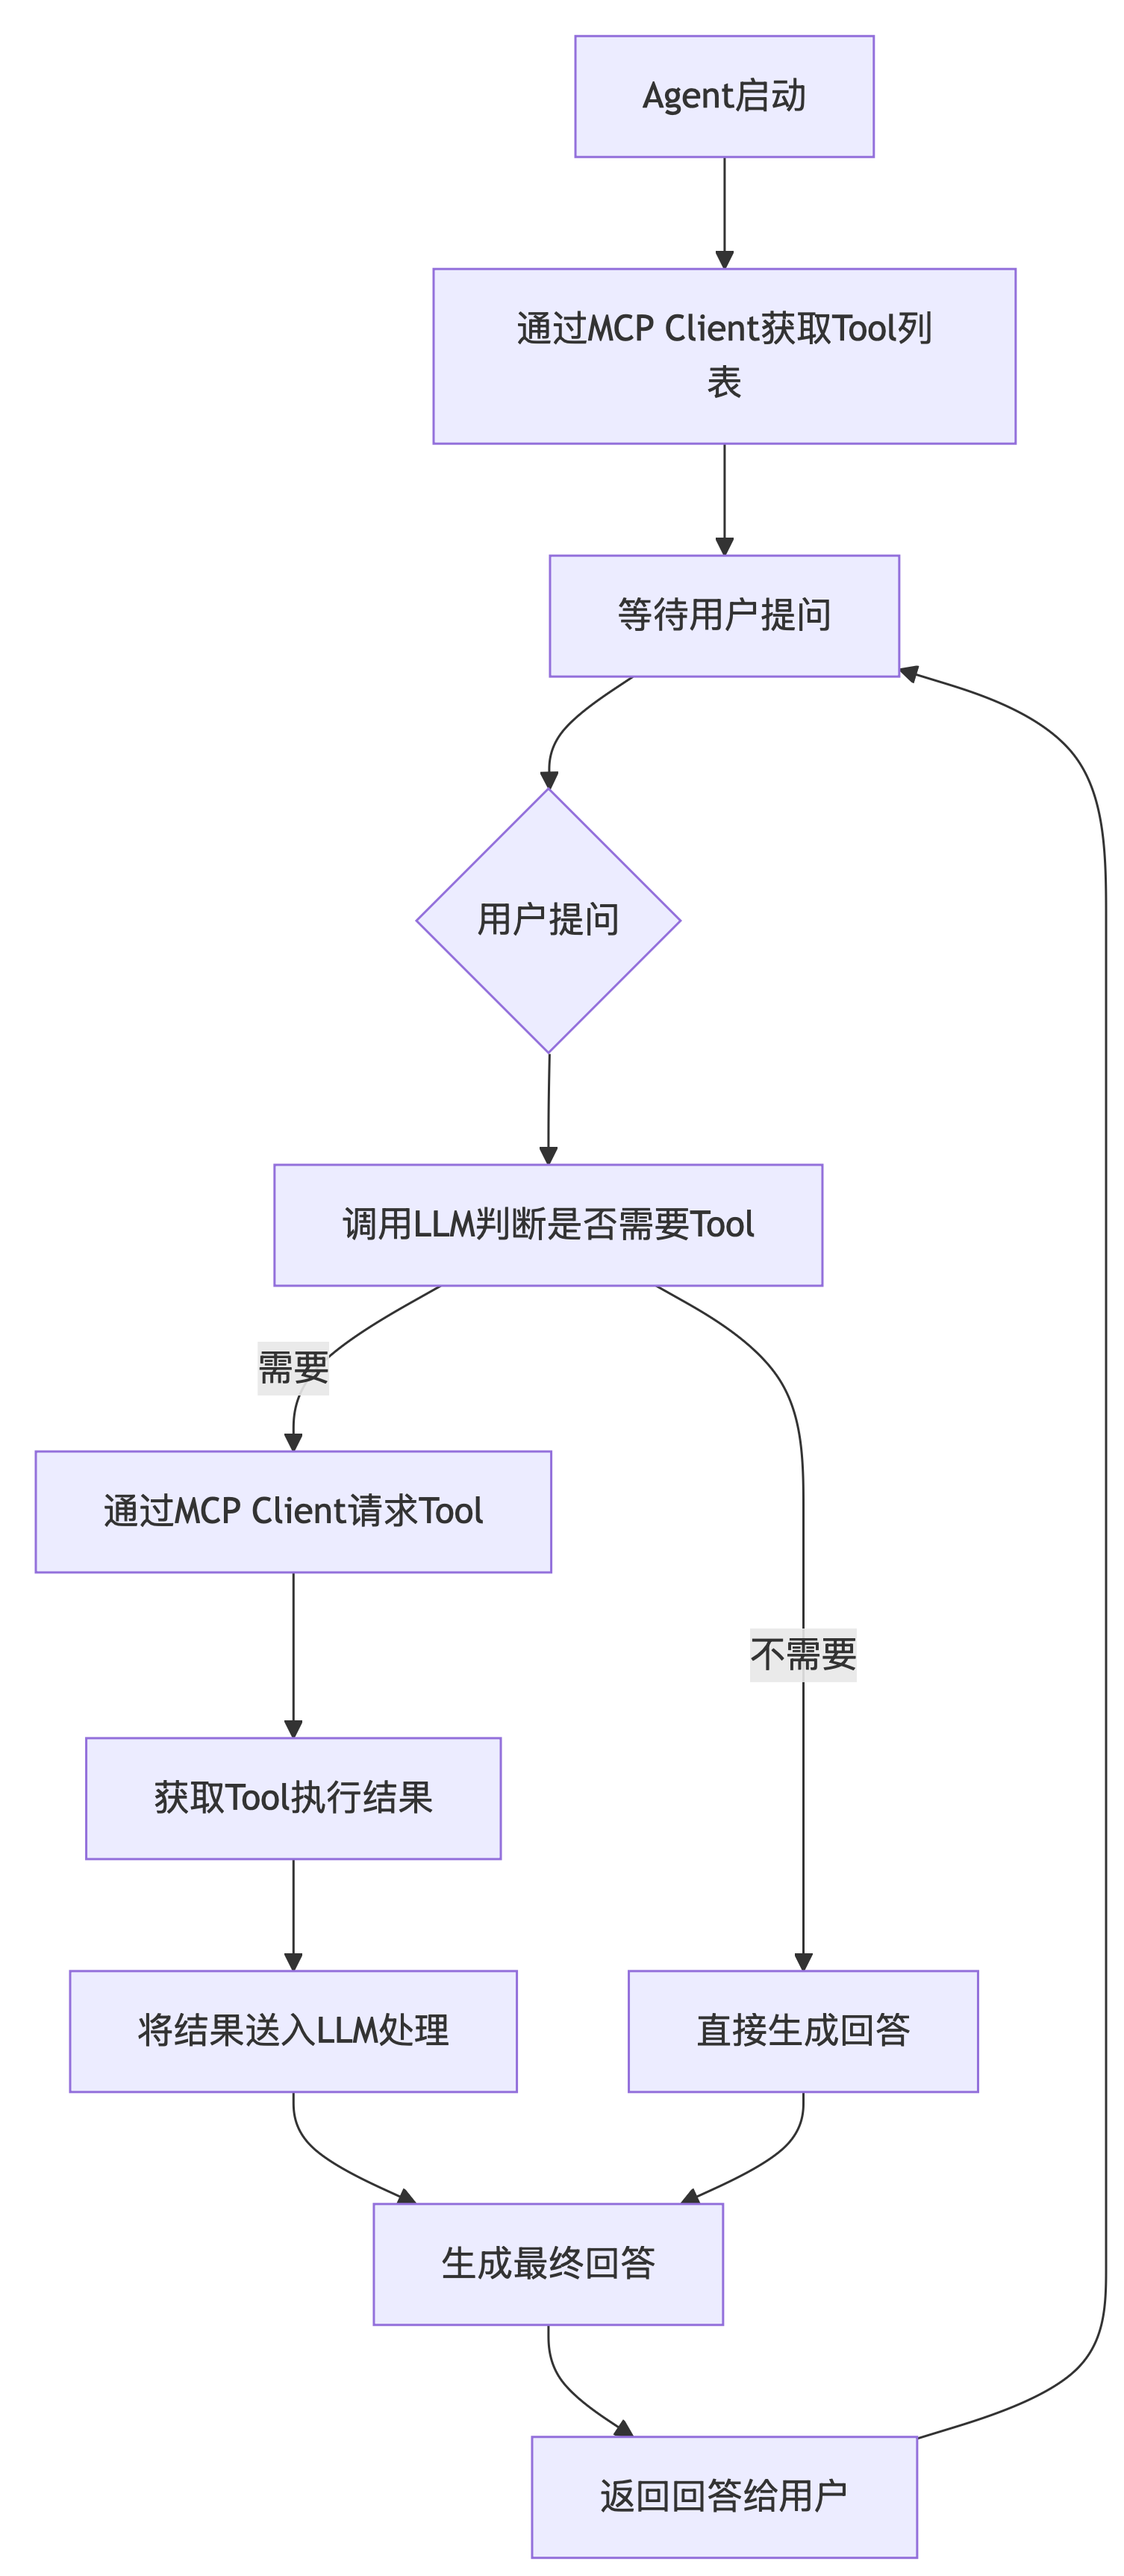 Agent启动
通过MCP Client获取Tool列
表
等待用户提问
用户提问
调用LLM判断是否需要Tool
需要
通过MCP Client请求Tool
不需要
获取Tool执行结果
将结果送入LLM处理
直接生成回答
生成最终回答
返回回答给用户